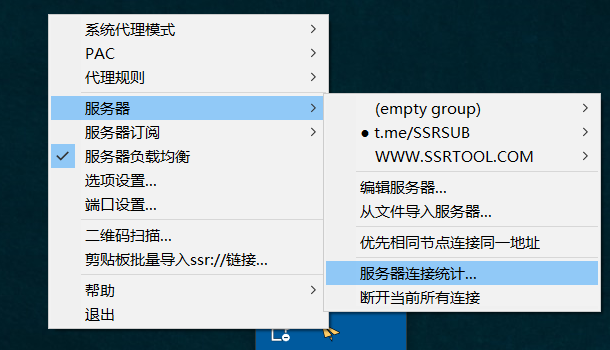 系统代理模式
PAC
代理规则
服务器
服务器订阅
服务器负载均衡
选项设置...
端口设置...
二维码扫描...
剪贴板批量导入ssr://链接...
帮助
退出
(empty group)
t.me/SSRSUB
WWW.SSRTOOL.COM
编辑服务器...
从文件导入服务器...
优先相同节点连接同一地址
服务器连接统计...
断开当前所有连接